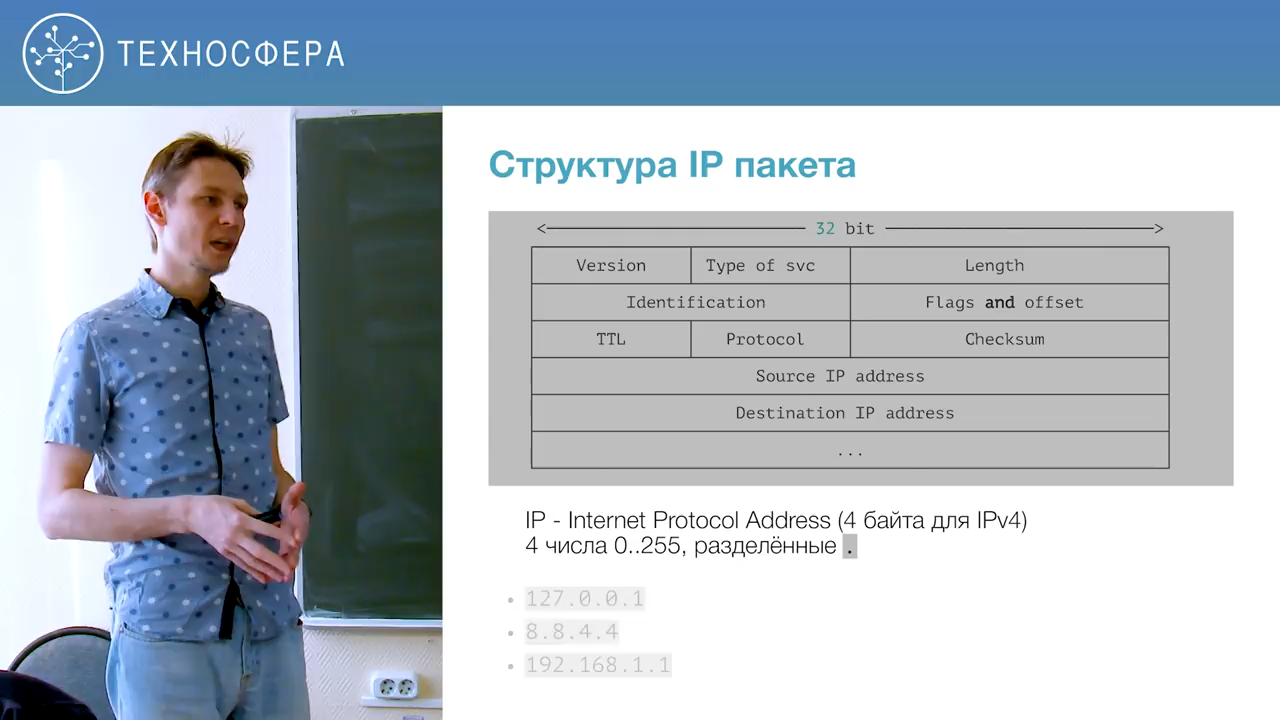 ТЕХНОСФЕРА
Структура IP пакета
< 32 bit >
Version Type of svc Length
Identification Flags and offset
TTL Protocol Checksum
Source IP address
Destination IP address
...
IP - Internet Protocol Address (4 байта для IPv4)
4 числа 0..255, разделённые .
• 127.0.0.1
• 8.8.4.4
• 192.168.1.1